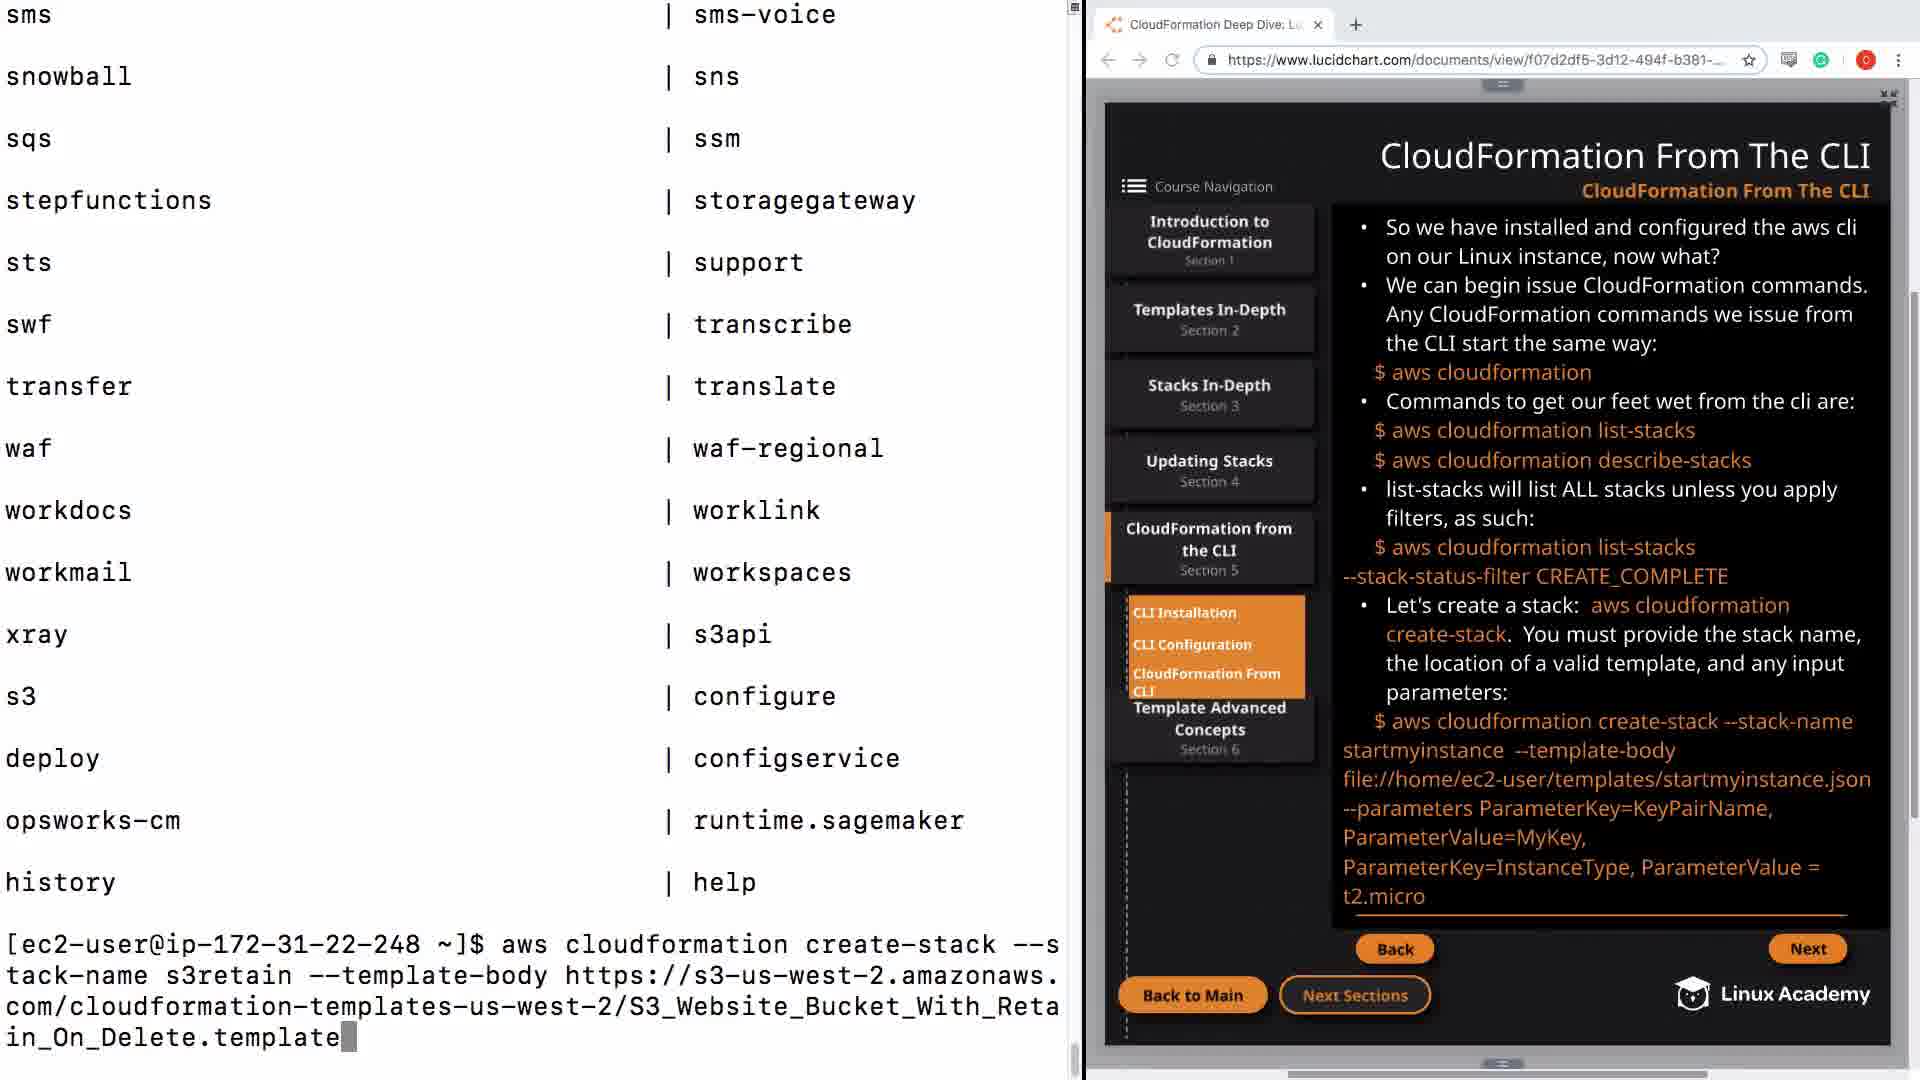 sms | sms-voice
snowball | sns
sqs | ssm
stepfunctions | storagegateway
sts | support
swf | transcribe
transfer | translate
waf | waf-regional
workdocs | worklink
workmail | workspaces
xray | s3api
s3 | configure
deploy | configservice
opsworks-cm | runtime.sagemaker
history | help
[ec2-user@ip-172-31-22-248 ~]$ aws cloudformation create-stack --s
tack-name s3retain --template-body https://s3-us-west-2.amazonaws.
com/cloudformation-templates-us-west-2/S3_Website_Bucket_With_Reta
in_On_Delete.template
CloudFormation Deep Dive: Lu
https://www.lucidchart.com/documents/view/f07d2df5-3d12-494f-b381-...
CloudFormation From The CLI
CloudFormation From The CLI
Course Navigation
Introduction to
CloudFormation
Section 1
Templates In-Depth
Section 2
Stacks In-Depth
Section 3
Updating Stacks
Section 4
CloudFormation from
the CLI
Section 5
CLI Installation
CLI Configuration
CloudFormation From
CLI
Template Advanced
Concepts
Section 6
• So we have installed and configured the aws cli
on our Linux instance, now what?
• We can begin issue CloudFormation commands.
Any CloudFormation commands we issue from
the CLI start the same way:
$ aws cloudformation
• Commands to get our feet wet from the cli are:
$ aws cloudformation list-stacks
$ aws cloudformation describe-stacks
• list-stacks will list ALL stacks unless you apply
filters, as such:
$ aws cloudformation list-stacks
--stack-status-filter CREATE_COMPLETE
• Let's create a stack: aws cloudformation
create-stack. You must provide the stack name,
the location of a valid template, and any input
parameters:
$ aws cloudformation create-stack --stack-name
startmyinstance --template-body
file://home/ec2-user/templates/startmyinstance.json
--parameters ParameterKey=KeyPairName,
ParameterValue=MyKey,
ParameterKey=InstanceType, ParameterValue =
t2.micro
Back
Next
Back to Main
Next Sections
Linux Academy